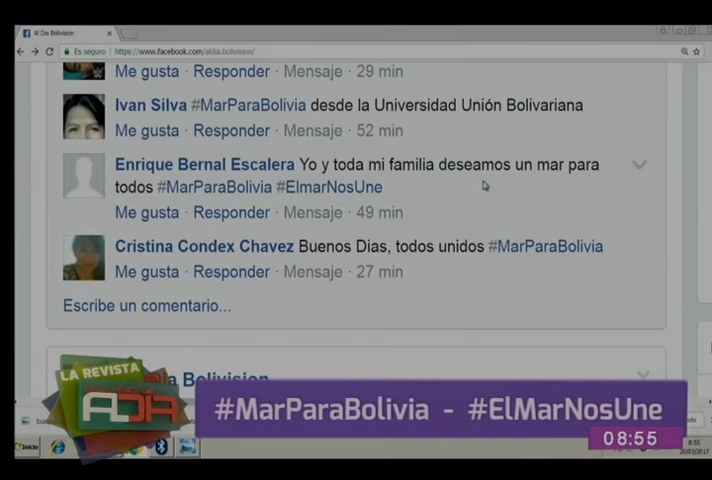 Al Dia Bolivision
Es seguro | https://www.facebook.com/aldia.bolivision/
Me gusta · Responder · Mensaje · 29 min
Ivan Silva #MarParaBolivia desde la Universidad Unión Bolivariana
Me gusta · Responder · Mensaje · 52 min
Enrique Bernal Escalera Yo y toda mi familia deseamos un mar para
todos #MarParaBolivia #ElmarNosUne
Me gusta · Responder · Mensaje · 49 min
Cristina Condex Chavez Buenos Dias, todos unidos #MarParaBolivia
Me gusta · Responder · Mensaje · 27 min
Escribe un comentario...
Bolivision
LA REVISTA
ALDÍA
#MarParaBolivia - #ElMarNosUne
08:55
Inicio
8:55
20/03/2017